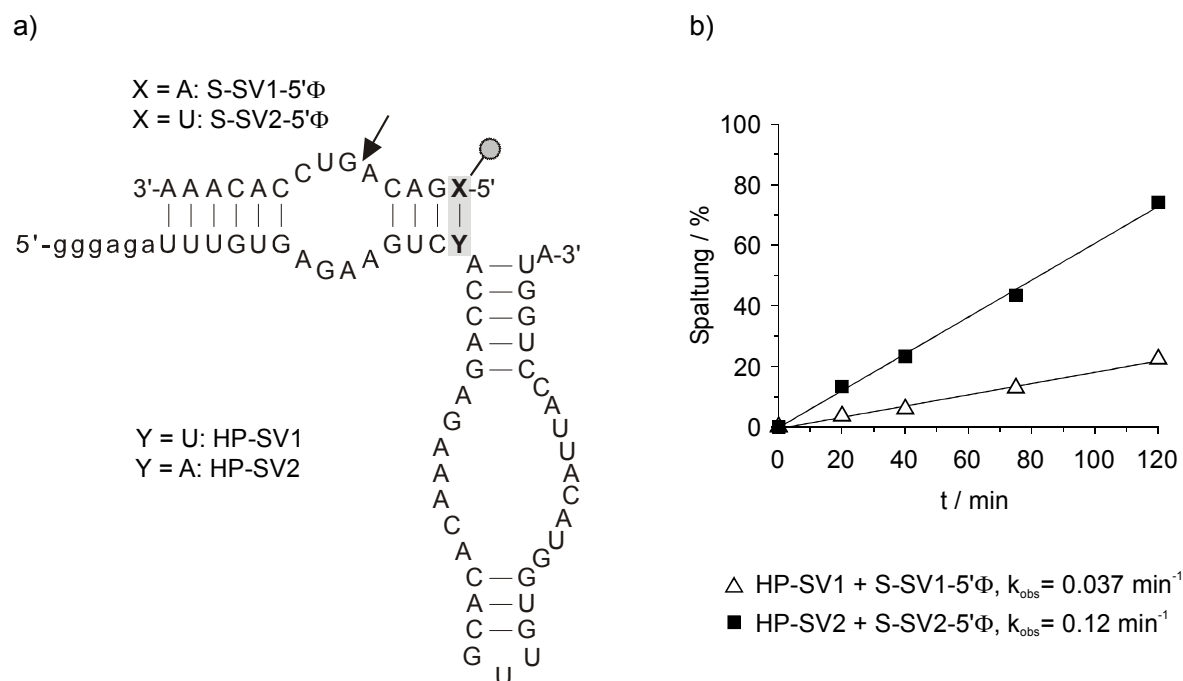 a)
X = A: S-SV1-5'Φ
X = U: S-SV2-5'Φ
3'-AAACACCUGACAGX-5'
5'-gggagaUUUGUGAGAAGUCY
A U A-3'
C G
C G
A U
G C
A C
G A
A U
A U
A A
C C
A A
U
G
C G
A U
C G
G U
U
Y = U: HP-SV1
Y = A: HP-SV2
b)
Spaltung / %
100
80
60
40
20
0
0 20 40 60 80 100 120
t / min
HP-SV1 + S-SV1-5'Φ, kobs= 0.037 min-1
HP-SV2 + S-SV2-5'Φ, kobs= 0.12 min-1